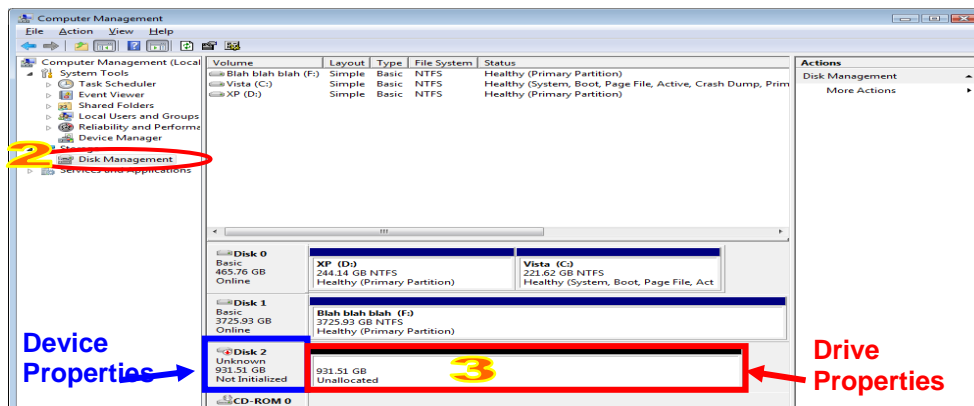 Computer Management
File Action View Help
Computer Management (Local
System Tools
Task Scheduler
Event Viewer
Shared Folders
Local Users and Groups
Reliability and Performa
Device Manager
Storage
Disk Management
Services and Applications
2
Volume Layout Type File System Status
Blah blah blah (F:) Simple Basic NTFS Healthy (Primary Partition)
Vista (C:) Simple Basic NTFS Healthy (System, Boot, Page File, Active, Crash Dump, Prim
XP (D:) Simple Basic NTFS Healthy (Primary Partition)
Actions
Disk Management
More Actions
Disk 0
Basic
465.76 GB
Online
XP (D:)
244.14 GB NTFS
Healthy (Primary Partition)
Vista (C:)
221.62 GB NTFS
Healthy (System, Boot, Page File, Act
Disk 1
Basic
3725.93 GB
Online
Blah blah blah (F:)
3725.93 GB NTFS
Healthy (Primary Partition)
Device
Properties
Disk 2
Unknown
931.51 GB
Not Initialized
931.51 GB
Unallocated
3
Drive
Properties
CD-ROM 0